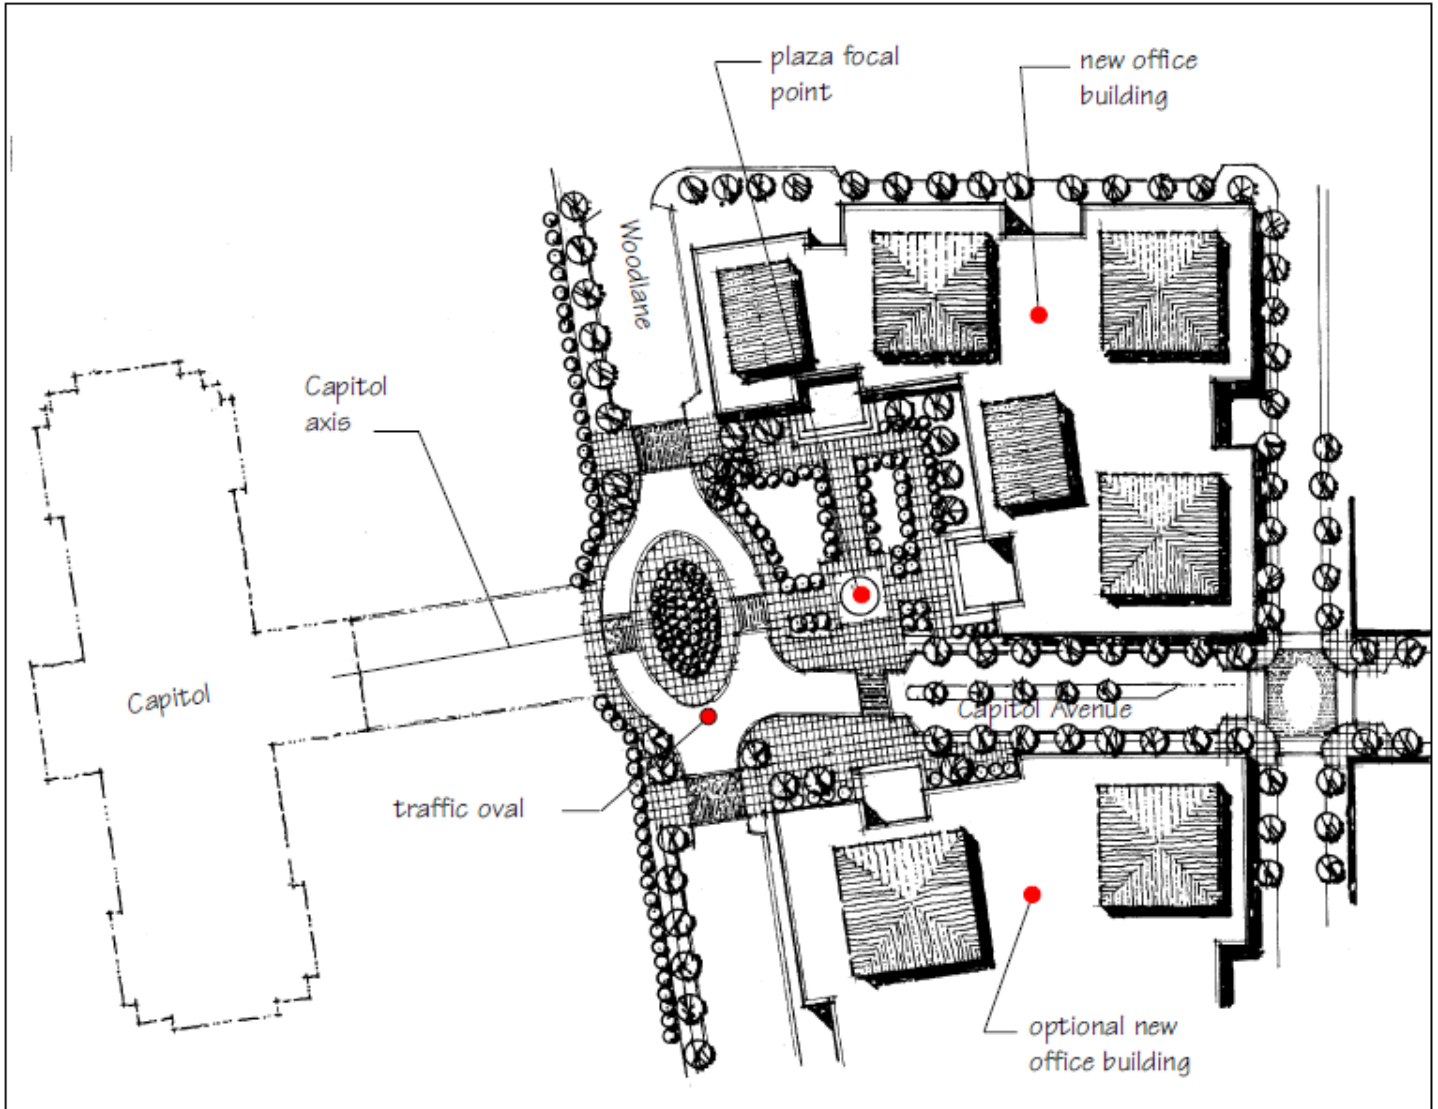 plaza focal
point
new office
building
Woodlane
Capitol
axis
Capitol
Capitol Avenue
traffic oval
optional new
office building